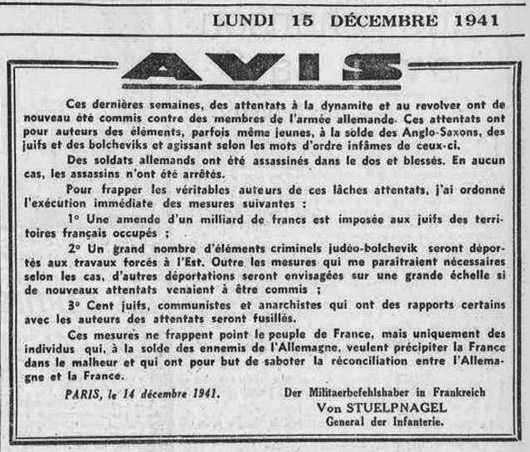 LUNDI 15 DÉCEMBRE 1941
AVIS
Ces dernières semaines, des attentats à la dynamite et au revolver ont de
nouveau été commis contre des membres de l'armée allemande. Ces attentats ont
pour auteurs des éléments, parfois même jeunes, à la solde des Anglo-Saxons, des
juifs et des bolcheviks et agissant selon les mots d'ordre infâmes de ceux-ci.
Des soldats allemands ont été assassinés dans le dos et blessés. En aucun
cas, les assassins n'ont été arrêtés.
Pour frapper les véritables auteurs de ces lâches attentats, j'ai ordonné
l'exécution immédiate des mesures suivantes :
1° Une amende d'un milliard de francs est imposée aux juifs des terri-
toires français occupés ;
2° Un grand nombre d'éléments criminels judéo-bolchevik seront dépor-
tés aux travaux forcés à l'Est. Outre les mesures qui me paraîtraient nécessaires
selon les cas, d'autres déportations seront envisagées sur une grande échelle si
de nouveaux attentats venaient à être commis ;
3° Cent juifs, communistes et anarchistes qui ont des rapports certains
avec les auteurs des attentats seront fusillés.
Ces mesures ne frappent point le peuple de France, mais uniquement des
individus qui, à la solde des ennemis de l'Allemagne, veulent précipiter la France
dans le malheur et qui ont pour but de saboter la réconciliation entre l'Allema-
gne et la France.
PARIS, le 14 décembre 1941.
Der Militaerbefehlshaber in Frankreich
Von STUELPNAGEL
General der Infanterie.